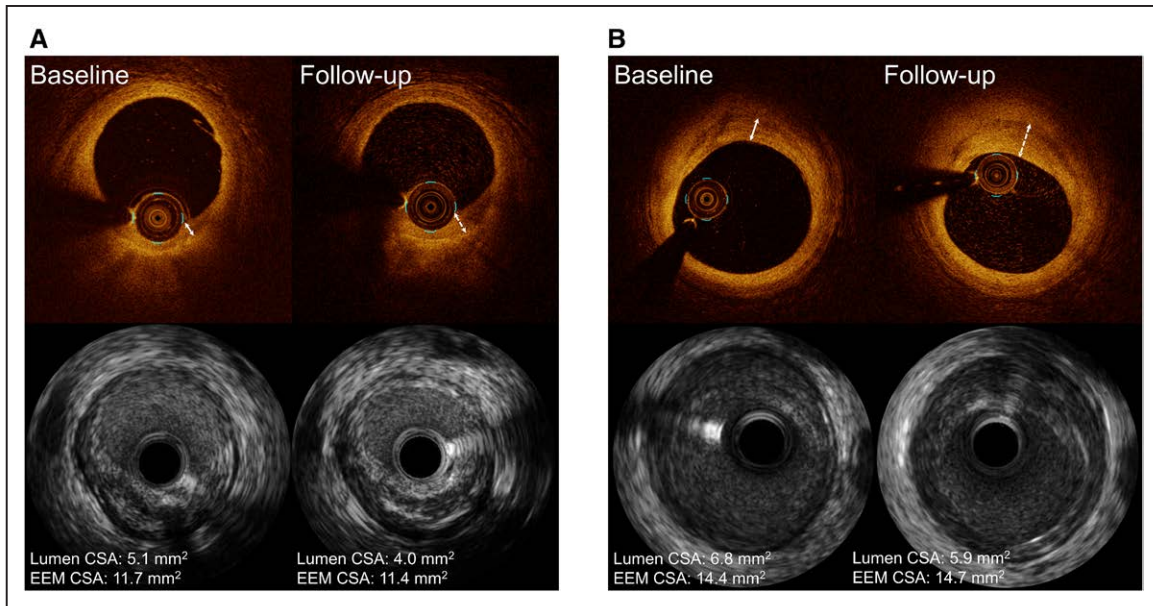 A
B
Baseline
Follow-up
Baseline
Follow-up
Lumen CSA: 5.1 mm²
EEM CSA: 11.7 mm²
Lumen CSA: 4.0 mm²
EEM CSA: 11.4 mm²
Lumen CSA: 6.8 mm²
EEM CSA: 14.4 mm²
Lumen CSA: 5.9 mm²
EEM CSA: 14.7 mm²